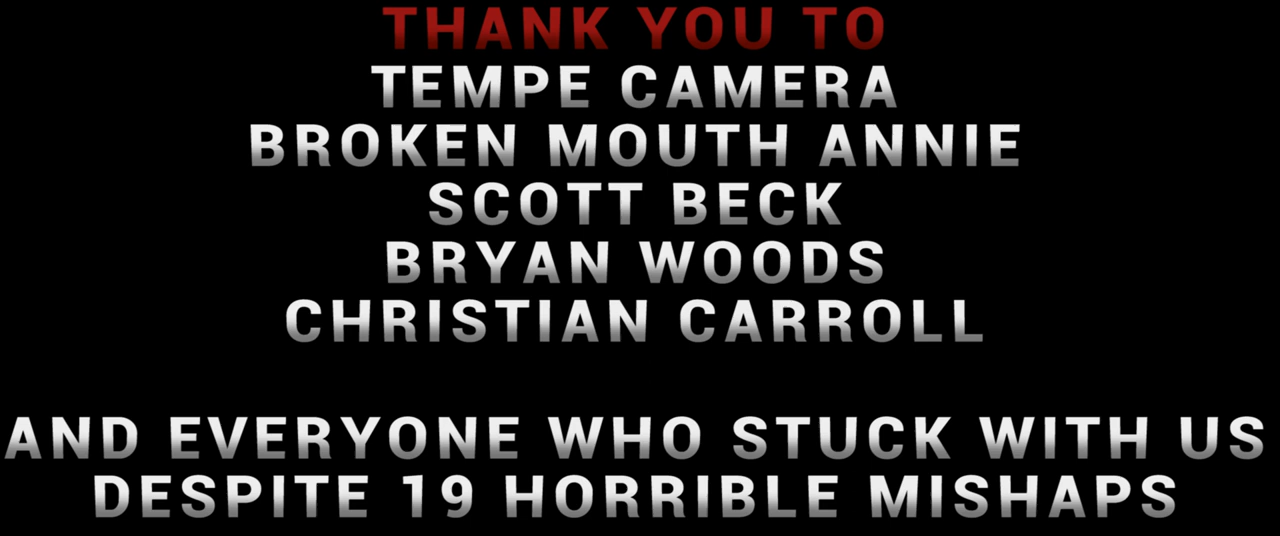 THANK YOU TO
TEMPE CAMERA
BROKEN MOUTH ANNIE
SCOTT BECK
BRYAN WOODS
CHRISTIAN CARROLL
AND EVERYONE WHO STUCK WITH US
DESPITE 19 HORRIBLE MISHAPS